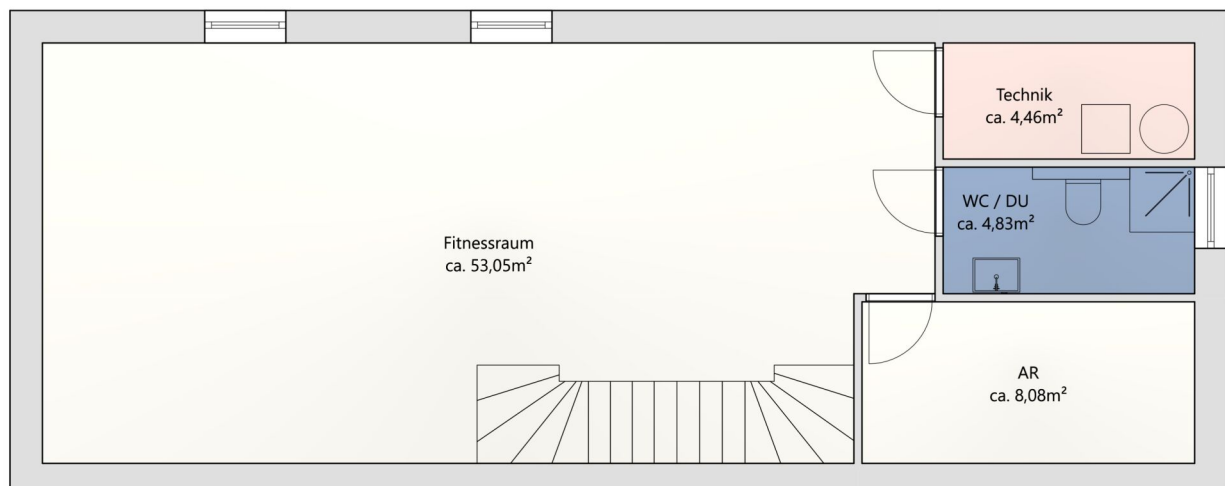 Technik
ca. 4,46m²
WC / DU
ca. 4,83m²
Fitnessraum
ca. 53,05m²
AR
ca. 8,08m²